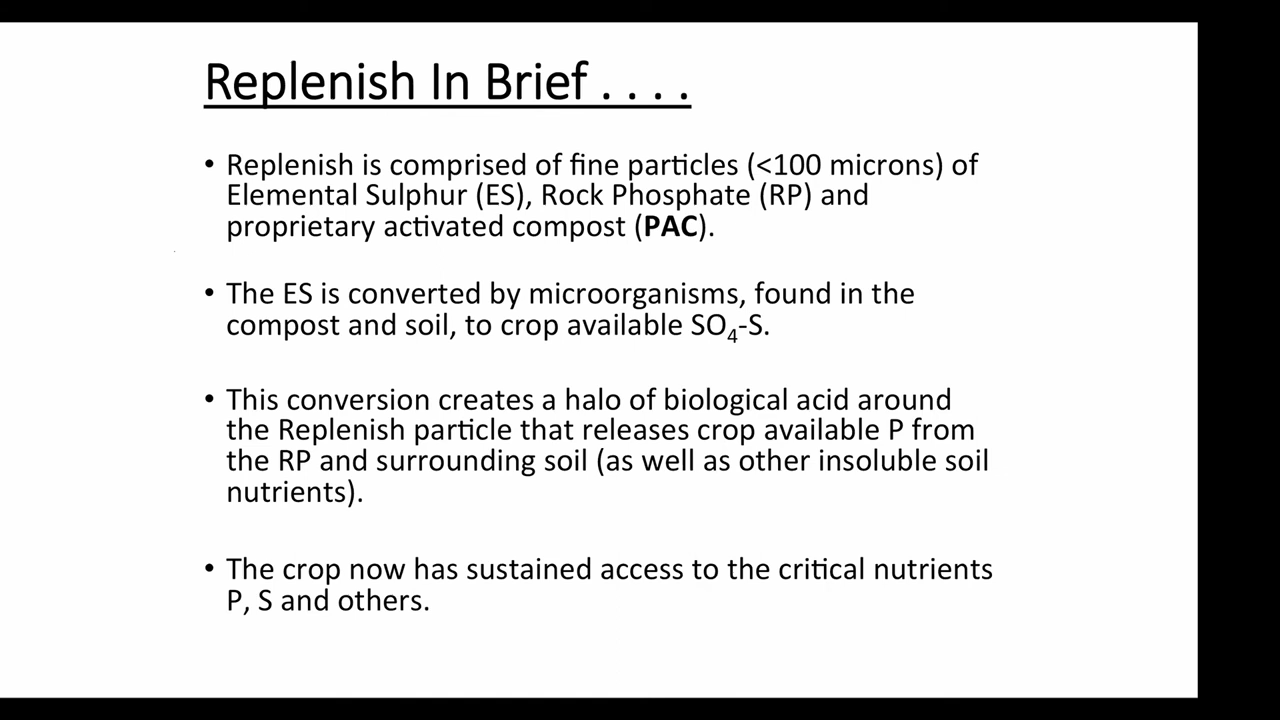 Replenish In Brief . . . .
• Replenish is comprised of fine particles (<100 microns) of
Elemental Sulphur (ES), Rock Phosphate (RP) and
proprietary activated compost (PAC).
• The ES is converted by microorganisms, found in the
compost and soil, to crop available SO₄-S.
• This conversion creates a halo of biological acid around
the Replenish particle that releases crop available P from
the RP and surrounding soil (as well as other insoluble soil
nutrients).
• The crop now has sustained access to the critical nutrients
P, S and others.